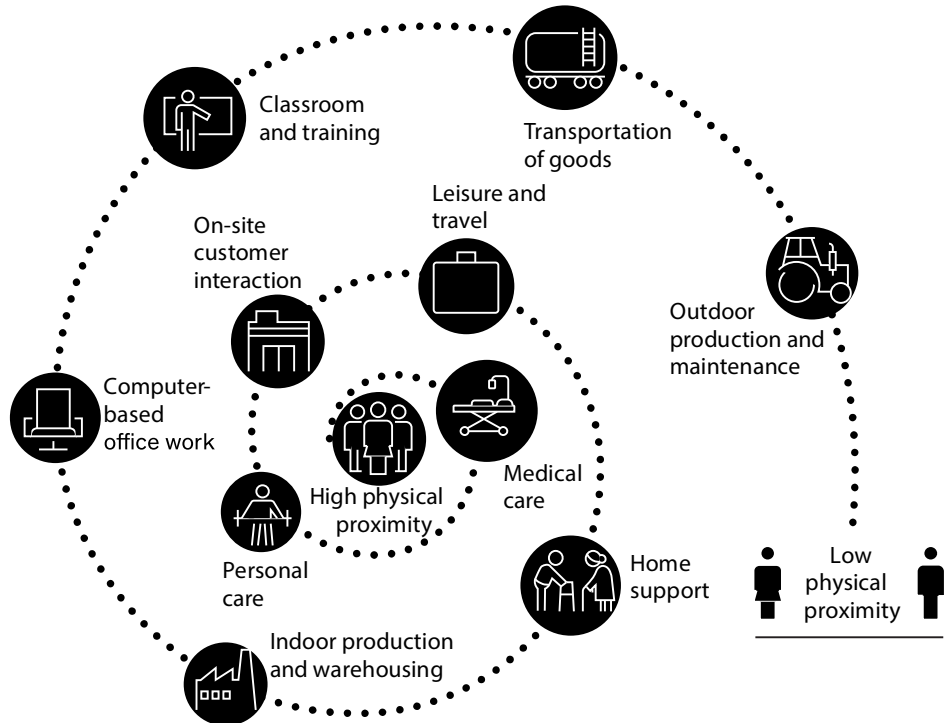 Classroom
and training
Transportation
of goods
Leisure and
travel
On-site
customer
interaction
Outdoor
production and
maintenance
Computer-
based
office work
High physical
proximity
Medical
care
Personal
care
Home
support
Low
physical
proximity
Indoor production
and warehousing